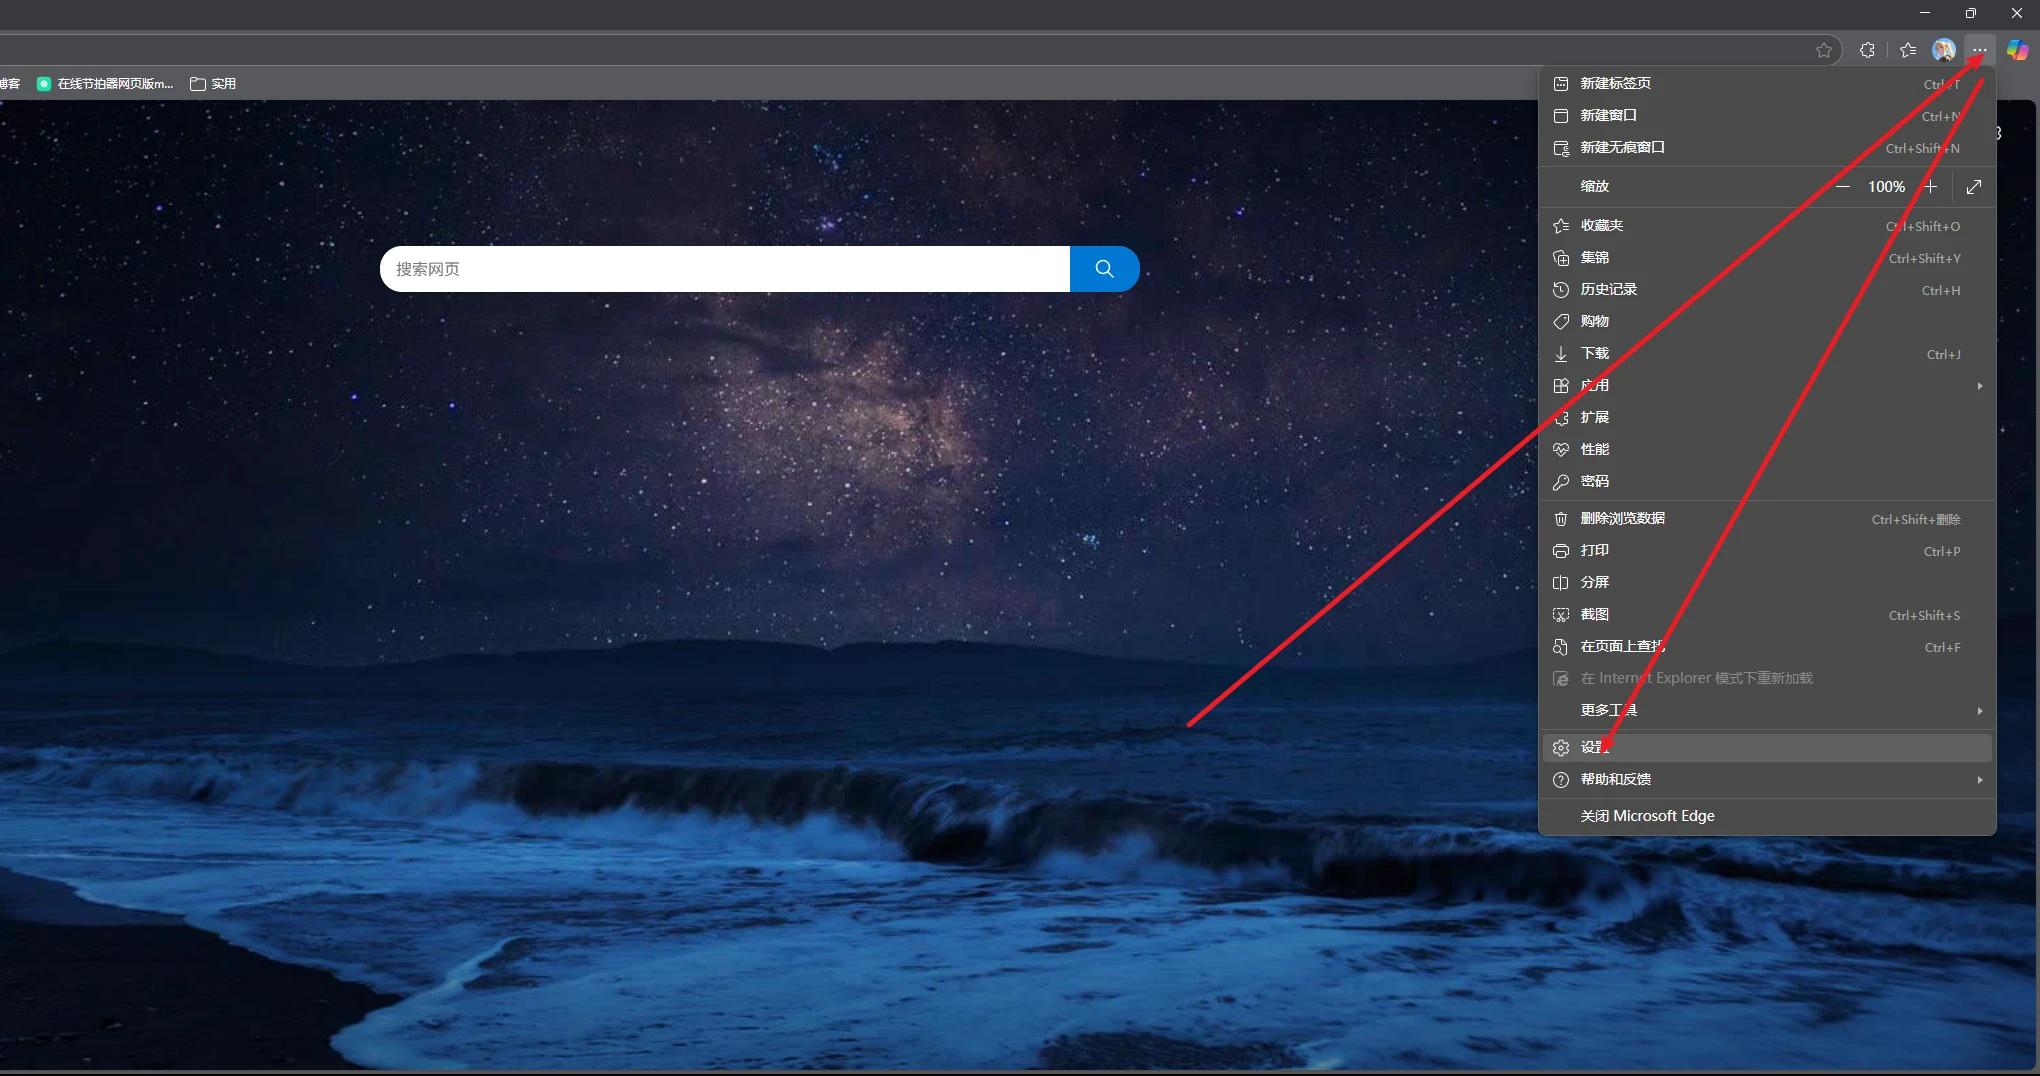 博客
在线节拍器网页版m...
实用
搜索网页
新建标签页 Ctrl+T
新建窗口 Ctrl+N
新建无痕窗口 Ctrl+Shift+N
缩放 100%
收藏夹 Ctrl+Shift+O
集锦 Ctrl+Shift+Y
历史记录 Ctrl+H
购物
下载 Ctrl+J
应用
扩展
性能
密码
删除浏览数据 Ctrl+Shift+删除
打印 Ctrl+P
分屏
截图 Ctrl+Shift+S
在页面上查找 Ctrl+F
在 Internet Explorer 模式下重新加载
更多工具
设置
帮助和反馈
关闭 Microsoft Edge